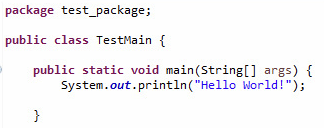 package test_package;
public class TestMain {
public static void main(String[] args) {
System.out.println("Hello World!");
}